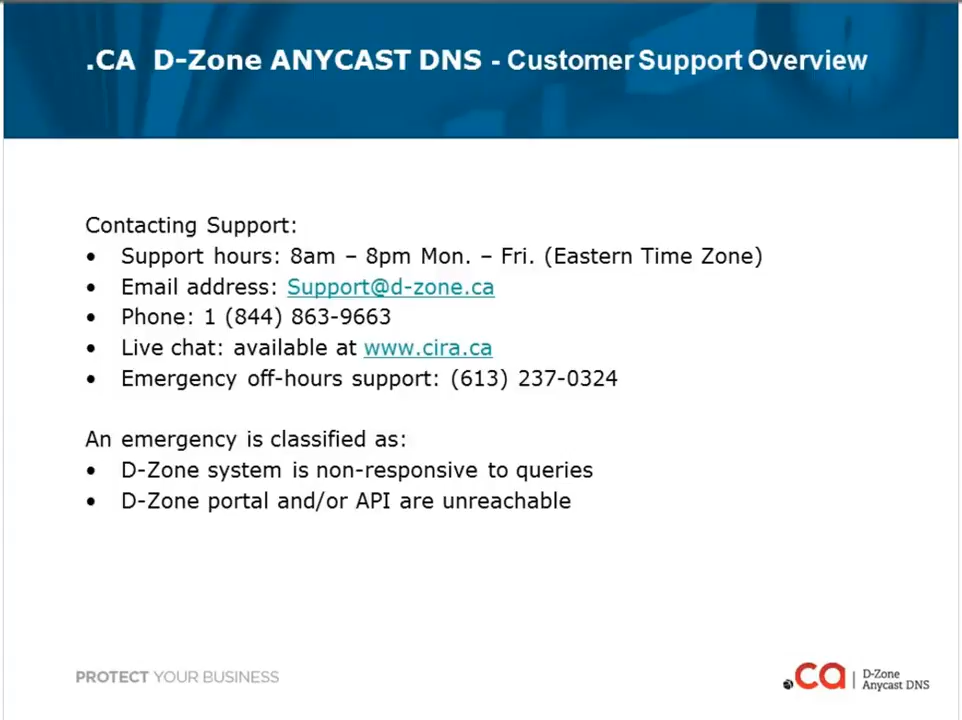 .CA D-Zone ANYCAST DNS - Customer Support Overview
Contacting Support:
• Support hours: 8am – 8pm Mon. – Fri. (Eastern Time Zone)
• Email address: Support@d-zone.ca
• Phone: 1 (844) 863-9663
• Live chat: available at www.cira.ca
• Emergency off-hours support: (613) 237-0324
An emergency is classified as:
• D-Zone system is non-responsive to queries
• D-Zone portal and/or API are unreachable
PROTECT YOUR BUSINESS
.ca | D-Zone
Anycast DNS